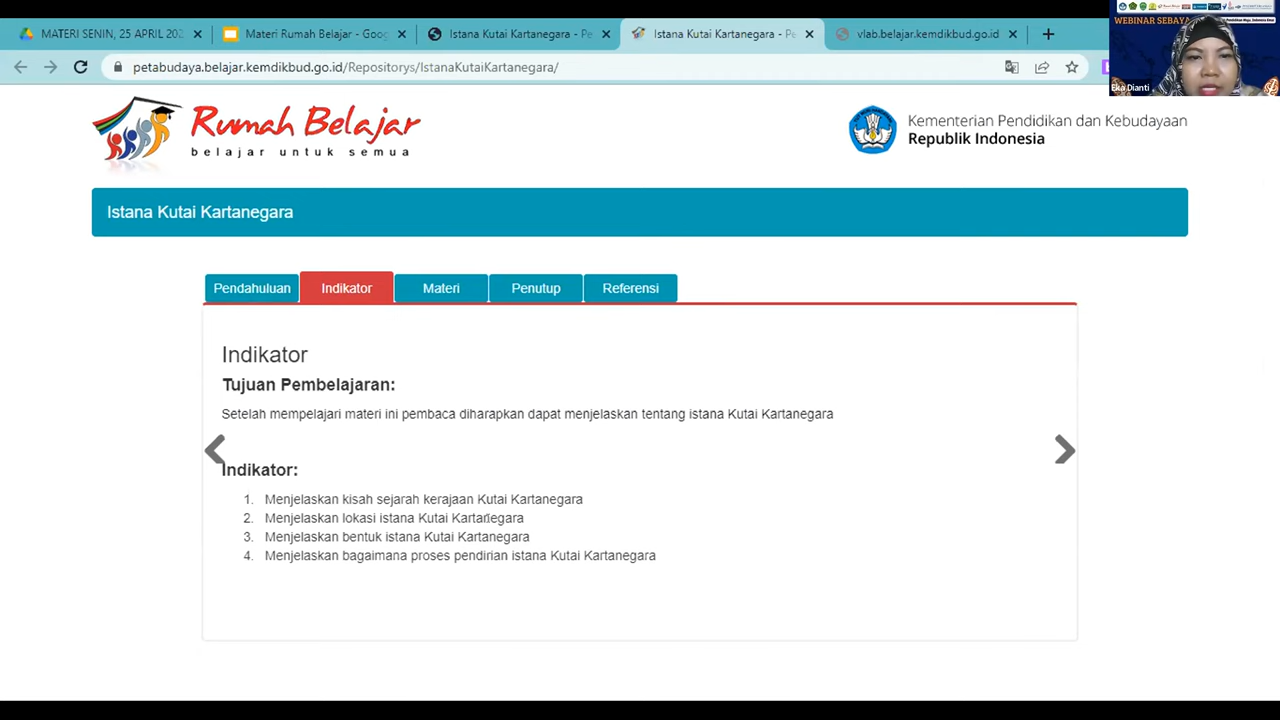 MATERI SENIN, 25 APRIL 202
Materi Rumah Belajar - Goog
Istana Kutai Kartanegara - Pe
Istana Kutai Kartanegara - Pe
vlab.belajar.kemdikbud.go.id
petabudaya.belajar.kemdikbud.go.id/Repositorys/IstanaKutaiKartanegara/
WEBINAR SEBAYA
Eka Dianti
Rumah Belajar
belajar untuk semua
Kementerian Pendidikan dan Kebudayaan
Republik Indonesia
Istana Kutai Kartanegara
Pendahuluan
Indikator
Materi
Penutup
Referensi
Indikator
Tujuan Pembelajaran:
Setelah mempelajari materi ini pembaca diharapkan dapat menjelaskan tentang istana Kutai Kartanegara
Indikator:
1. Menjelaskan kisah sejarah kerajaan Kutai Kartanegara
2. Menjelaskan lokasi istana Kutai Kartanegara
3. Menjelaskan bentuk istana Kutai Kartanegara
4. Menjelaskan bagaimana proses pendirian istana Kutai Kartanegara